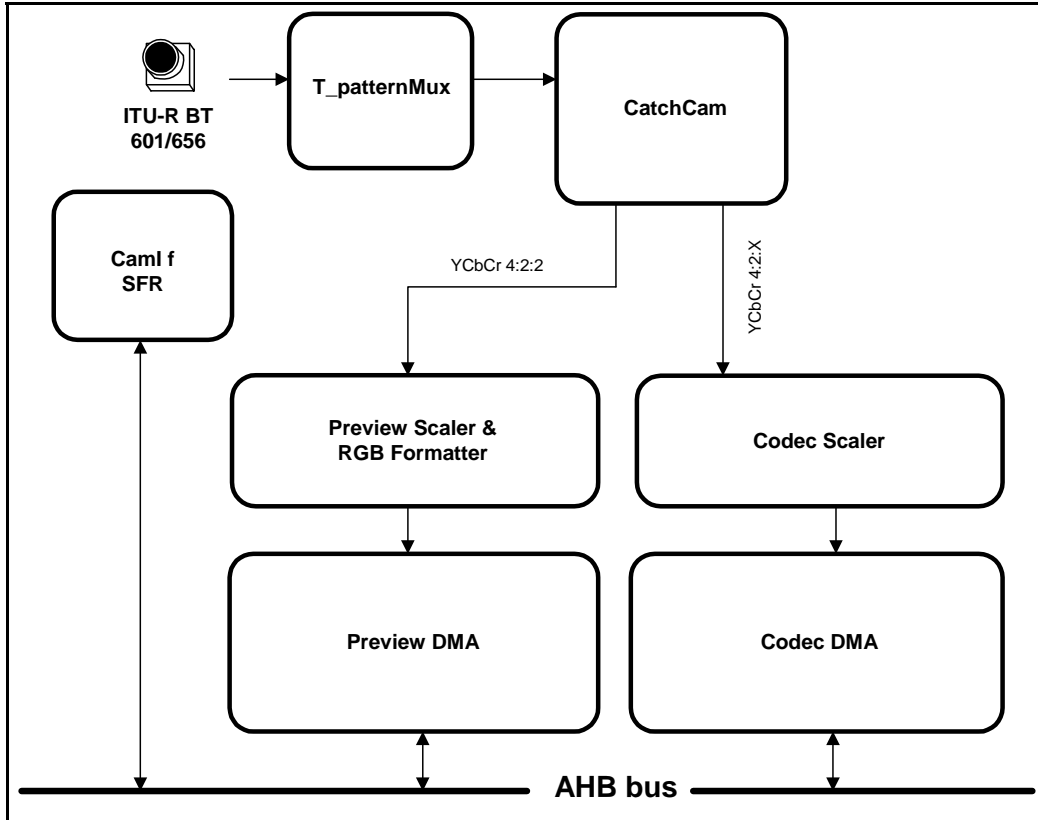 T_patternMux
CatchCam
ITU-R BT
601/656
CamI f
SFR
YCbCr 4:2:2
YCbCr 4:2:X
Preview Scaler &
RGB Formatter
Codec Scaler
Preview DMA
Codec DMA
AHB bus